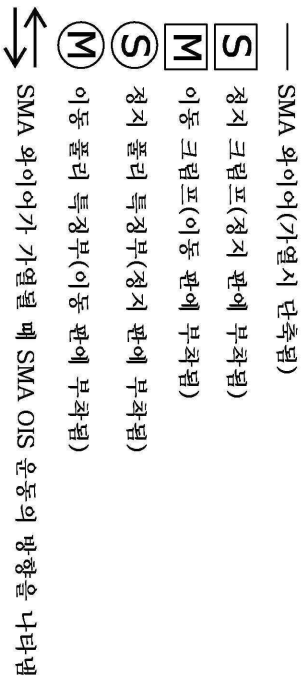 SMA 와이어(가열시 단축됨)
S 정지 크림프(정지 판에 부착됨)
M 이동 크림프(이동 판에 부착됨)
S 정지 풀리 특징부(정지 판에 부착됨)
M 이동 풀리 특징부(이동 판에 부착됨)
SMA 와이어가 가열될 때 SMA OIS 운동의 방향을 나타냄